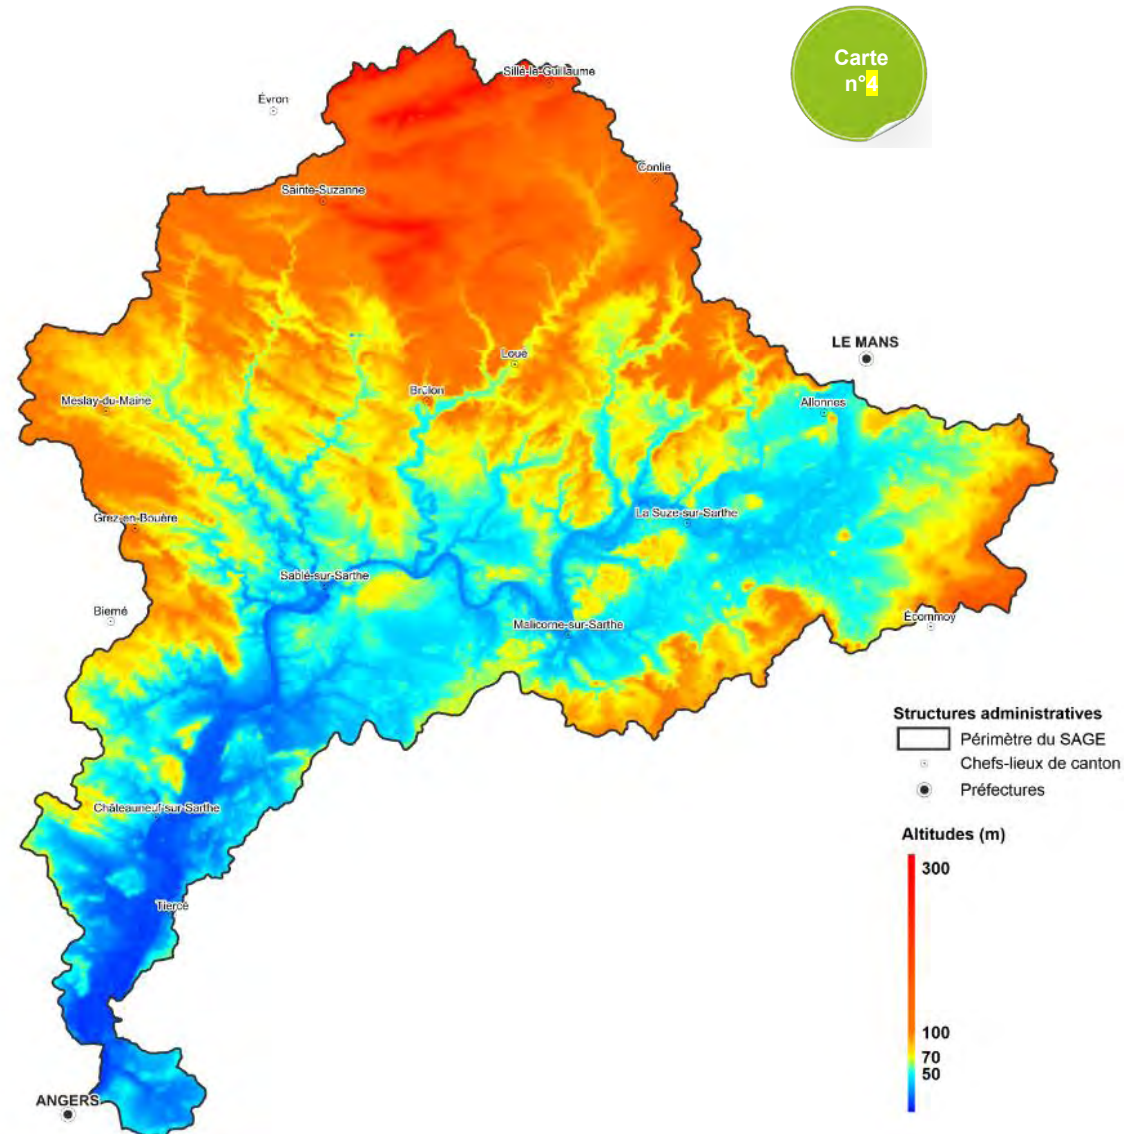 Carte
n°4
Sillé-le-Guillaume
Évron
Conlie
Sainte-Suzanne
LE MANS
Loué
Brûlon
Meslay-du-Maine
Allonnes
La Suze-sur-Sarthe
Grez-en-Bouère
Sablé-sur-Sarthe
Bierné
Écommoy
Malicorne-sur-Sarthe
Structures administratives
Périmètre du SAGE
Chefs-lieux de canton
Préfectures
Châteauneuf-sur-Sarthe
Altitudes (m)
300
Tiercé
100
70
50
ANGERS